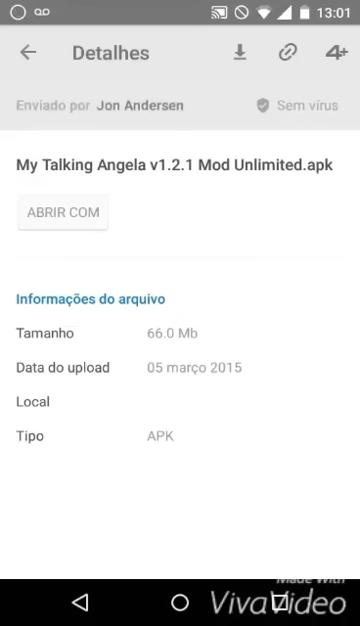 13:01
Detalhes
4+
Enviado por Jon Andersen
Sem vírus
My Talking Angela v1.2.1 Mod Unlimited.apk
ABRIR COM
Informações do arquivo
Tamanho 66.0 Mb
Data do upload 05 março 2015
Local
Tipo APK
Made With
VivaVideo